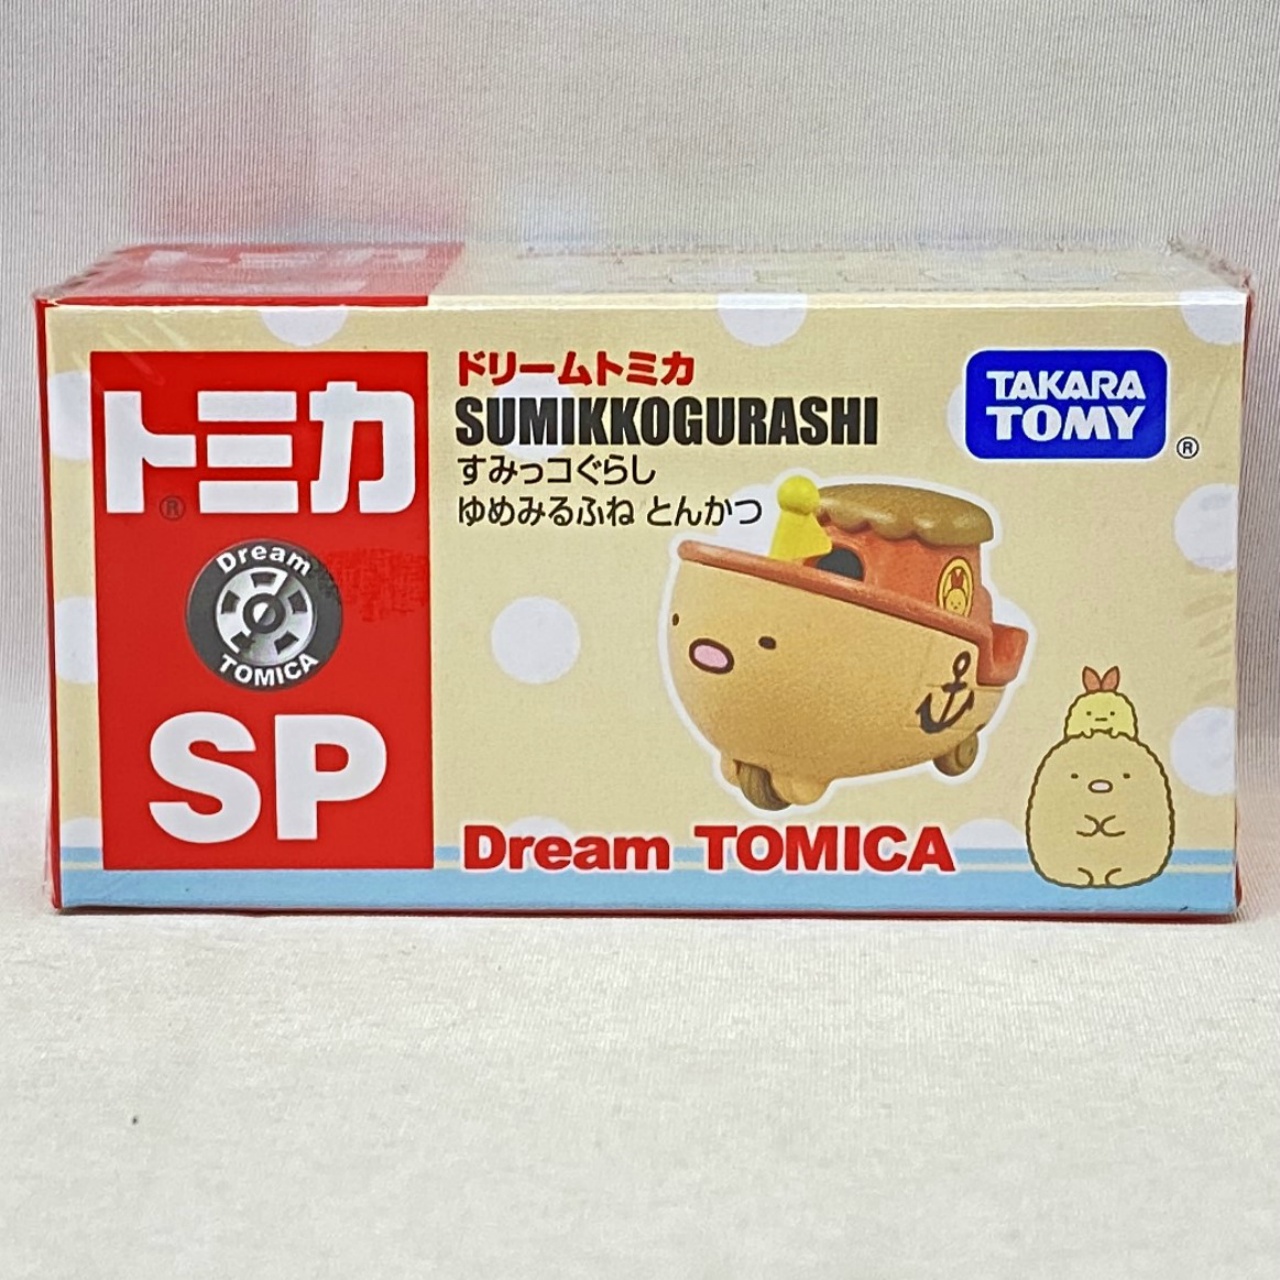 トミカ
®
Dream
TOMICA
SP
ドリームトミカ
SUMIKKOGURASHI
すみっコぐらし
ゆめみるふね とんかつ
TAKARA
TOMY
®
Dream TOMICA